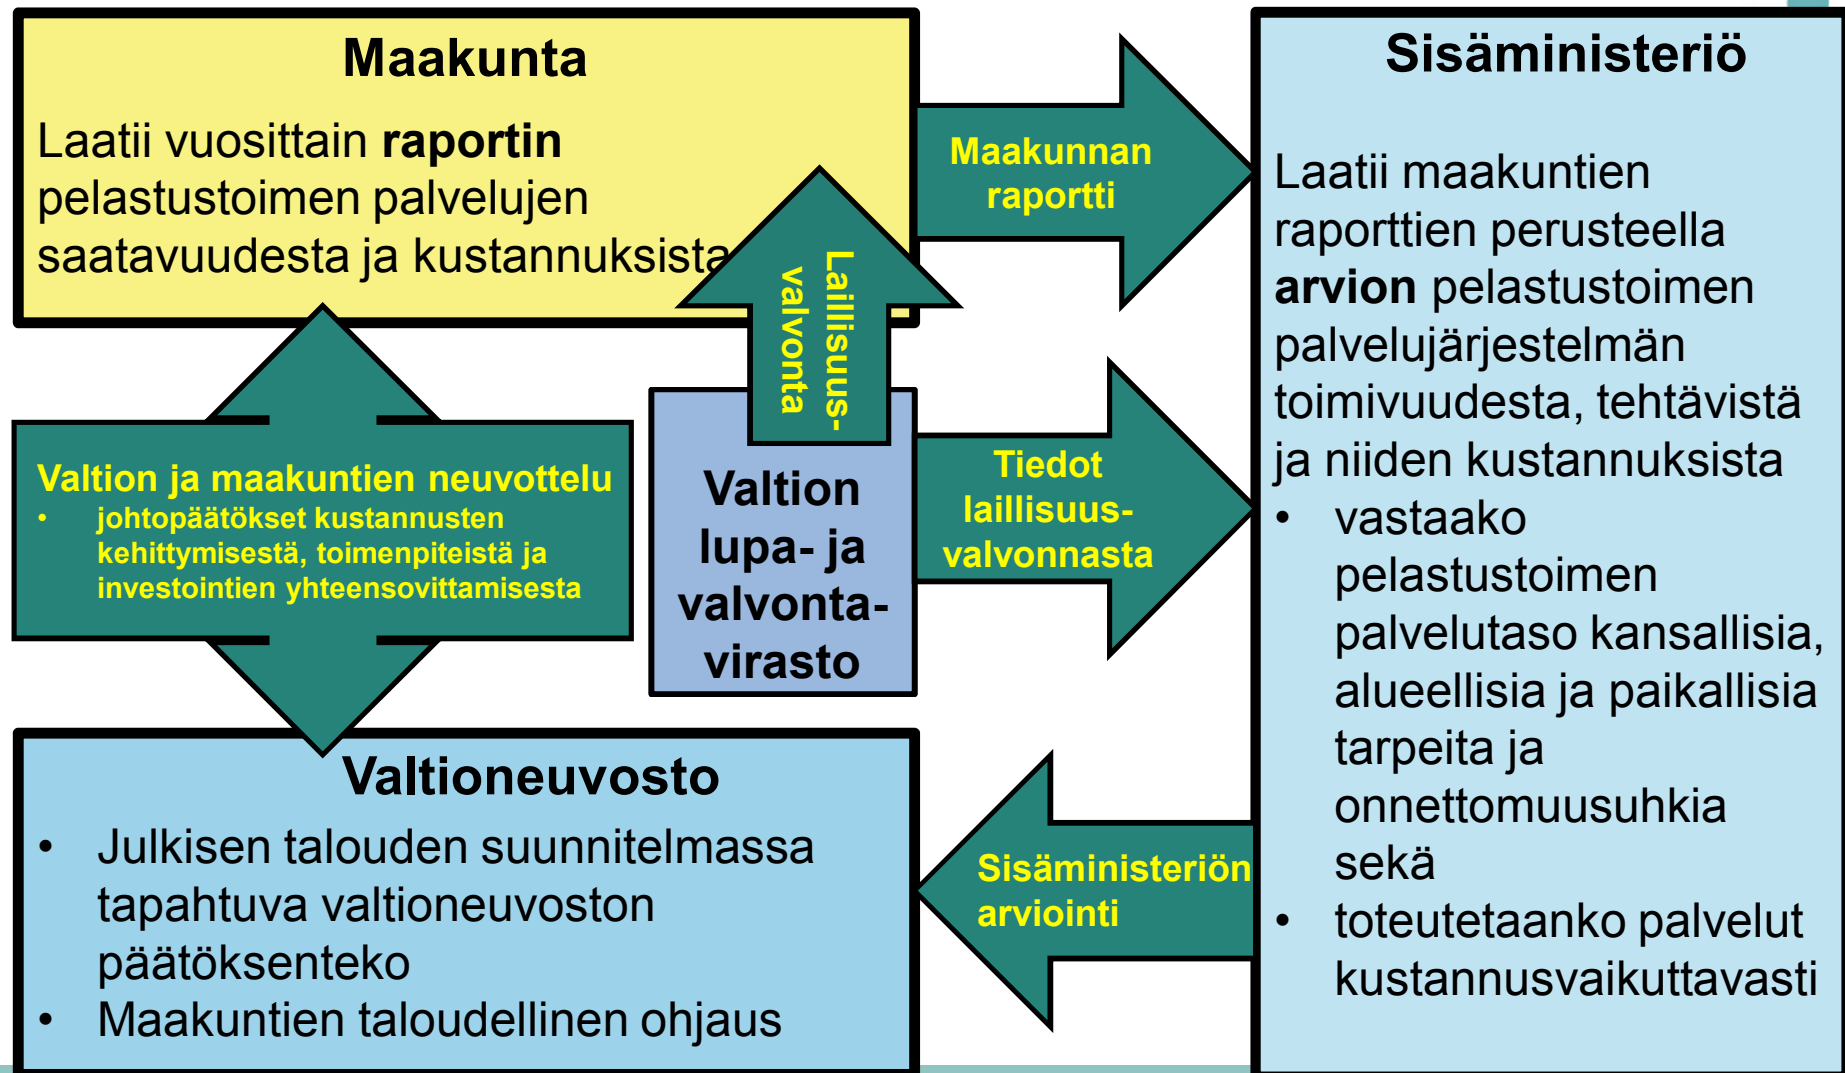 Maakunta
Laatii vuosittain raportin
pelastustoimen palvelujen
saatavuudesta ja kustannuksista
Maakunnan
raportti
Laillisuus-
valvonta
Valtion ja maakuntien neuvottelu
• johtopäätökset kustannusten
kehittymisestä, toimenpiteistä ja
investointien yhteensovittamisesta
Valtion
lupa- ja
valvonta-
virasto
Tiedot
laillisuus-
valvonnasta
Valtioneuvosto
• Julkisen talouden suunnitelmassa
tapahtuva valtioneuvoston
päätöksenteko
• Maakuntien taloudellinen ohjaus
Sisäministeriön
arviointi
Sisäministeriö
Laatii maakuntien
raporttien perusteella
arvion pelastustoimen
palvelujärjestelmän
toimivuudesta, tehtävistä
ja niiden kustannuksista
• vastaako
pelastustoimen
palvelutaso kansallisia,
alueellisia ja paikallisia
tarpeita ja
onnettomuusuhkia
sekä
• toteutetaanko palvelut
kustannusvaikuttavasti